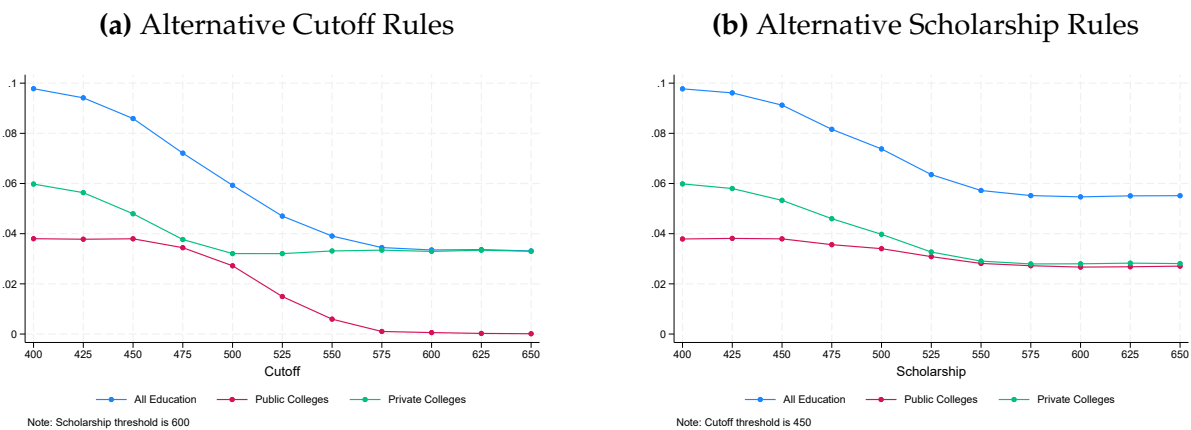 (a) Alternative Cutoff Rules
.1
.08
.06
.04
.02
0
400 425 450 475 500 525 550 575 600 625 650
Cutoff
All Education Public Colleges Private Colleges
Note: Scholarship threshold is 600
(b) Alternative Scholarship Rules
.1
.08
.06
.04
.02
0
400 425 450 475 500 525 550 575 600 625 650
Scholarship
All Education Public Colleges Private Colleges
Note: Cutoff threshold is 450